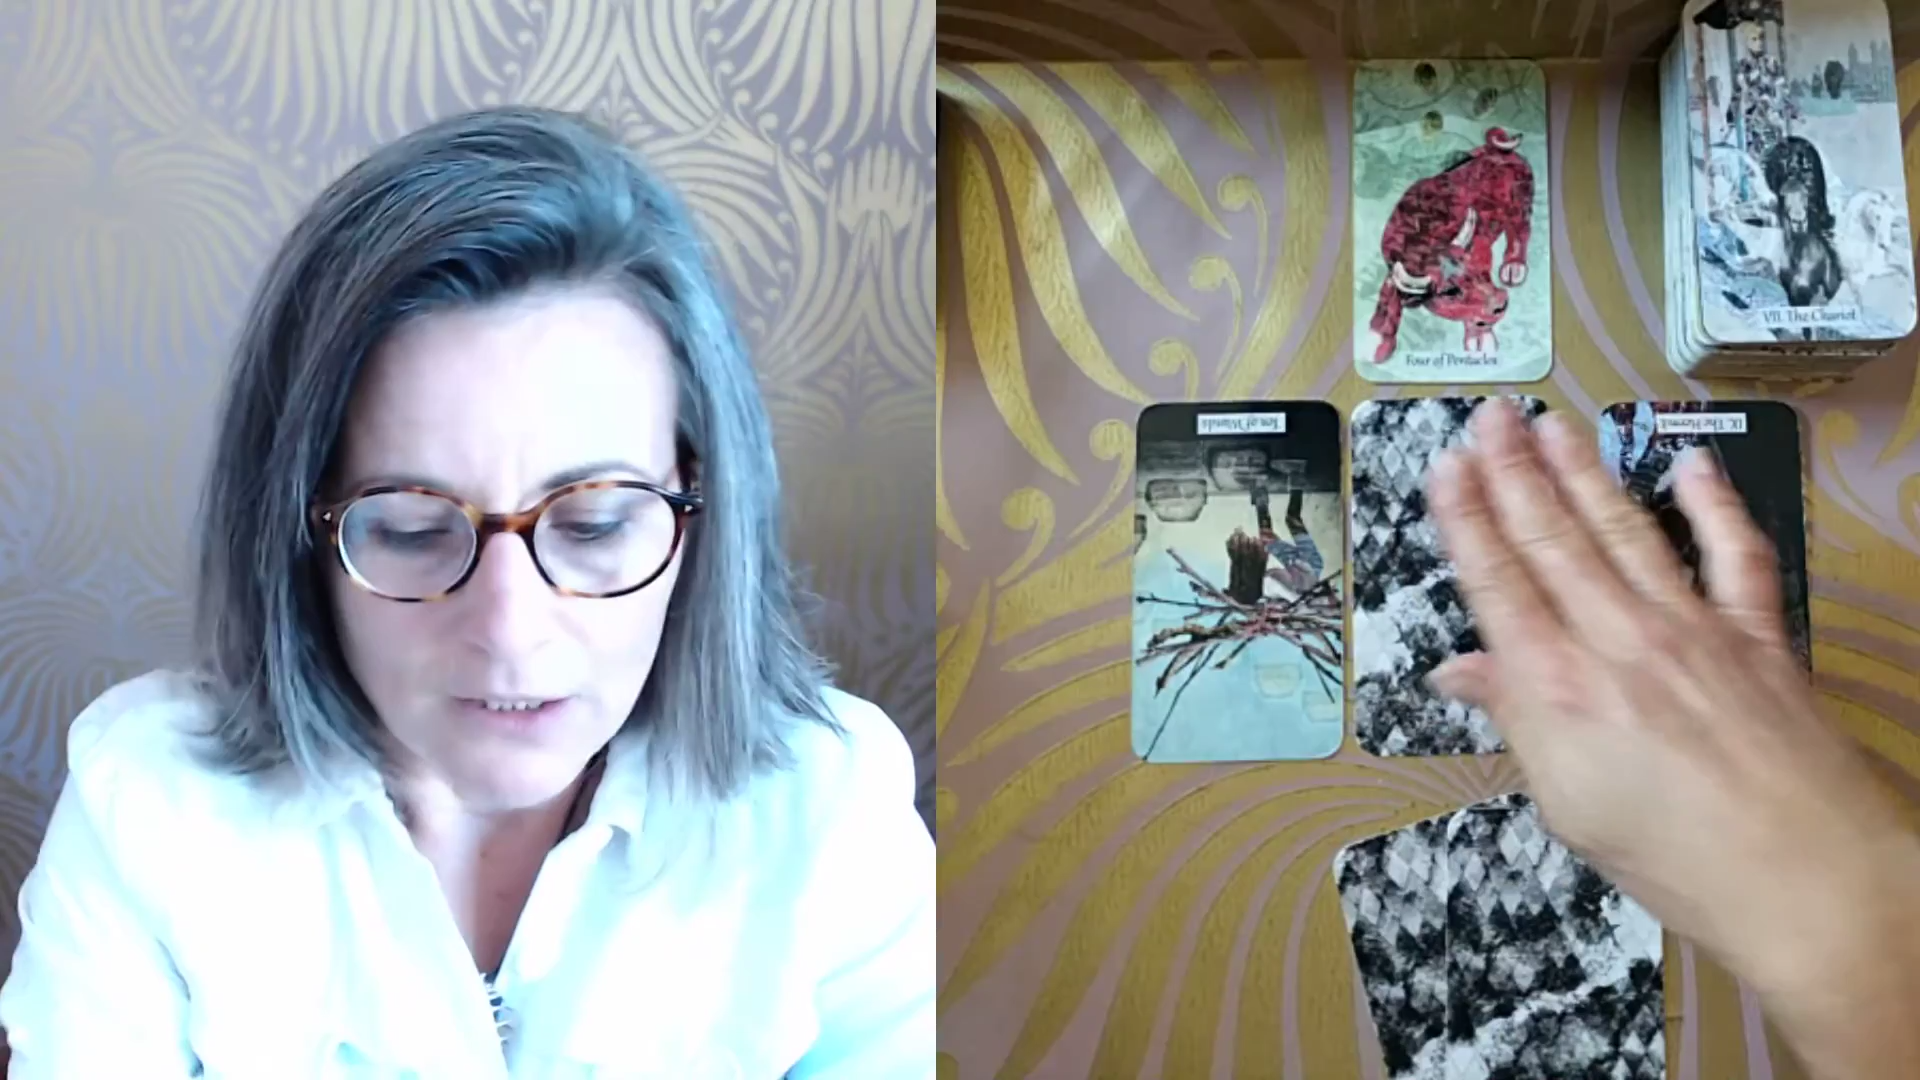 VII. The Chariot
Four of Pentacles
Ten of Wands
IX. The Hermit